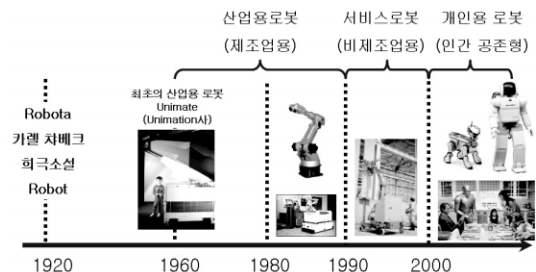 산업용로봇
(제조업용)
서비스로봇
(비제조업용)
개인용 로봇
(인간 공존형)
Robota
카렐 챠베크
희극소설
Robot
최초의 산업용 로봇
Unimate
(Unimation사)
1920
1960
1980
1990
2000